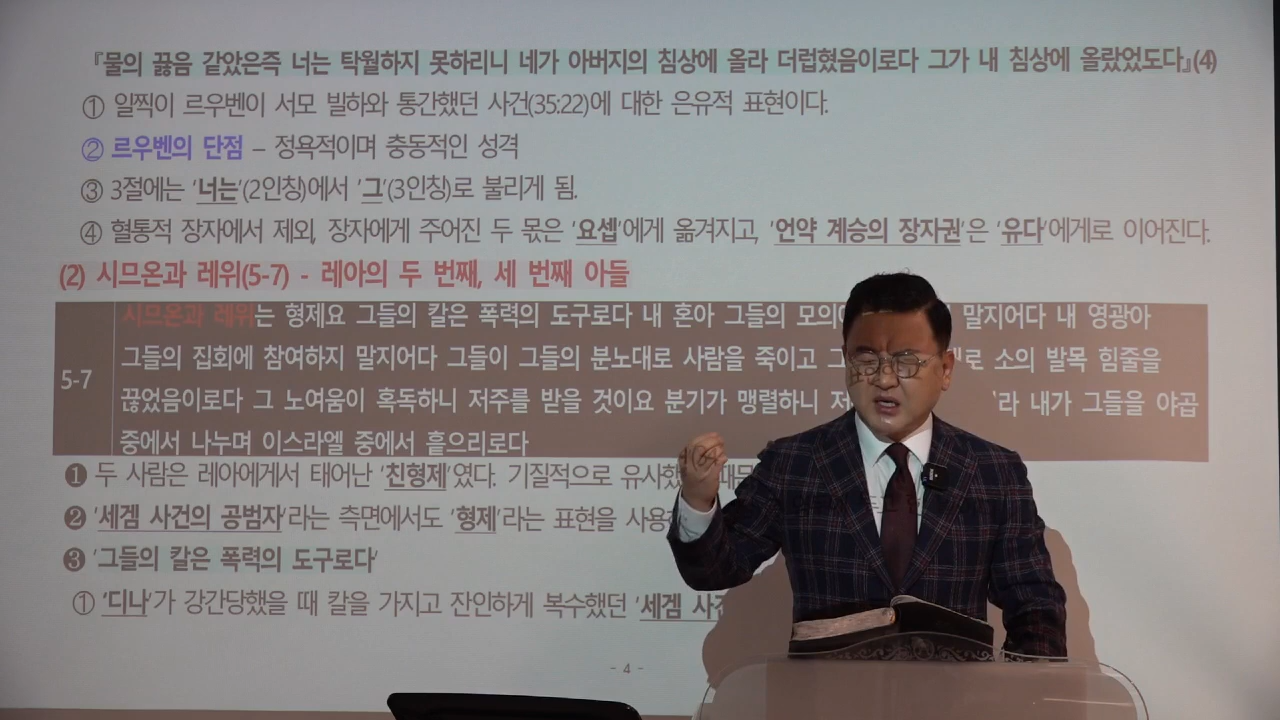 『물의 끓음 같았은즉 너는 탁월하지 못하리니 네가 아버지의 침상에 올라 더럽혔음이로다 그가 내 침상에 올랐었도다』(4)
① 일찍이 르우벤이 서모 빌하와 통간했던 사건(35:22)에 대한 은유적 표현이다.
② 르우벤의 단점 – 정욕적이며 충동적인 성격
③ 3절에는 '너는'(2인칭)에서 '그'(3인칭)로 불리게 됨.
④ 혈통적 장자에서 제외, 장자에게 주어진 두 몫은 '요셉'에게 옮겨지고, '언약 계승의 장자권'은 '유다'에게로 이어진다.
(2) 시므온과 레위(5-7) - 레아의 두 번째, 세 번째 아들
5-7
시므온과 레위는 형제요 그들의 칼은 폭력의 도구로다 내 혼아 그들의 말지어다 내 영광아
그들의 집회에 참여하지 말지어다 그들이 그들의 분노대로 사람을 죽이고 소의 발목 힘줄을
끊었음이로다 그 노여움이 혹독하니 저주를 받을 것이요 분기가 맹렬하니 내가 그들을 야곱
중에서 나누며 이스라엘 중에서 흩으리로다
❶ 두 사람은 레아에게서 태어난 '친형제'였다. 기질적으로
❷ '세겜 사건의 공범자'라는 측면에서도 '형제'라는 표현을
❸ '그들의 칼은 폭력의 도구로다'
① '디나'가 강간당했을 때 칼을 가지고 잔인하게 복수했던 '세겜
- 4 -